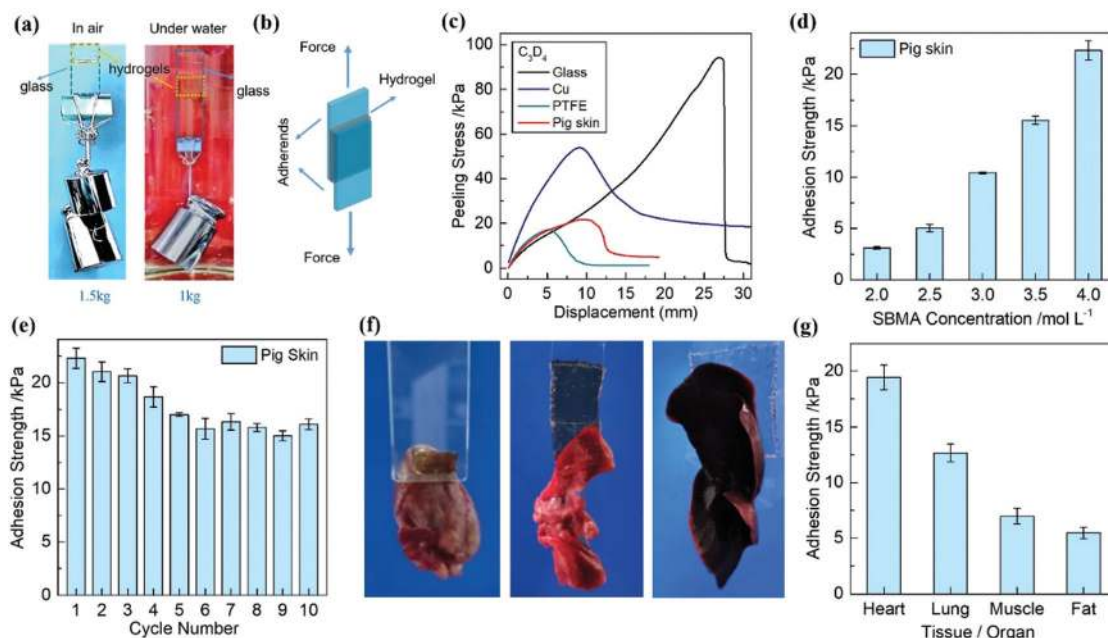 (a)
In air
Under water
glass
hydrogels
glass
1.5kg
1kg
(b)
Force
Hydrogel
Adherends
Force
(c)
Peeling Stress /kPa
100
80
60
40
20
0
C₃D₄
Glass
Cu
PTFE
Pig skin
0 5 10 15 20 25 30
Displacement (mm)
(d)
Adhesion Strength /kPa
20
15
10
5
0
Pig skin
2.0 2.5 3.0 3.5 4.0
SBMA Concentration /mol L⁻¹
(e)
Adhesion Strength /kPa
20
15
10
5
0
Pig Skin
1 2 3 4 5 6 7 8 9 10
Cycle Number
(f)
(g)
Adhesion Strength /kPa
20
15
10
5
0
Heart Lung Muscle Fat
Tissue / Organ